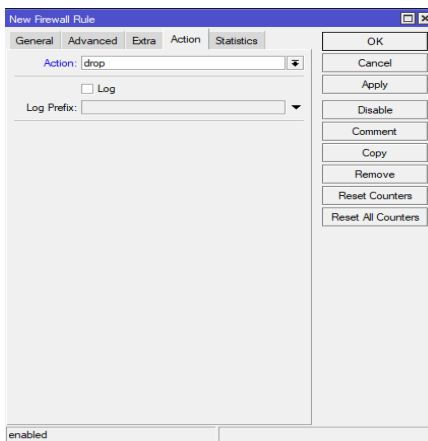 New Firewall Rule
General Advanced Extra Action Statistics
Action: drop
Log
Log Prefix:
OK
Cancel
Apply
Disable
Comment
Copy
Remove
Reset Counters
Reset All Counters
enabled